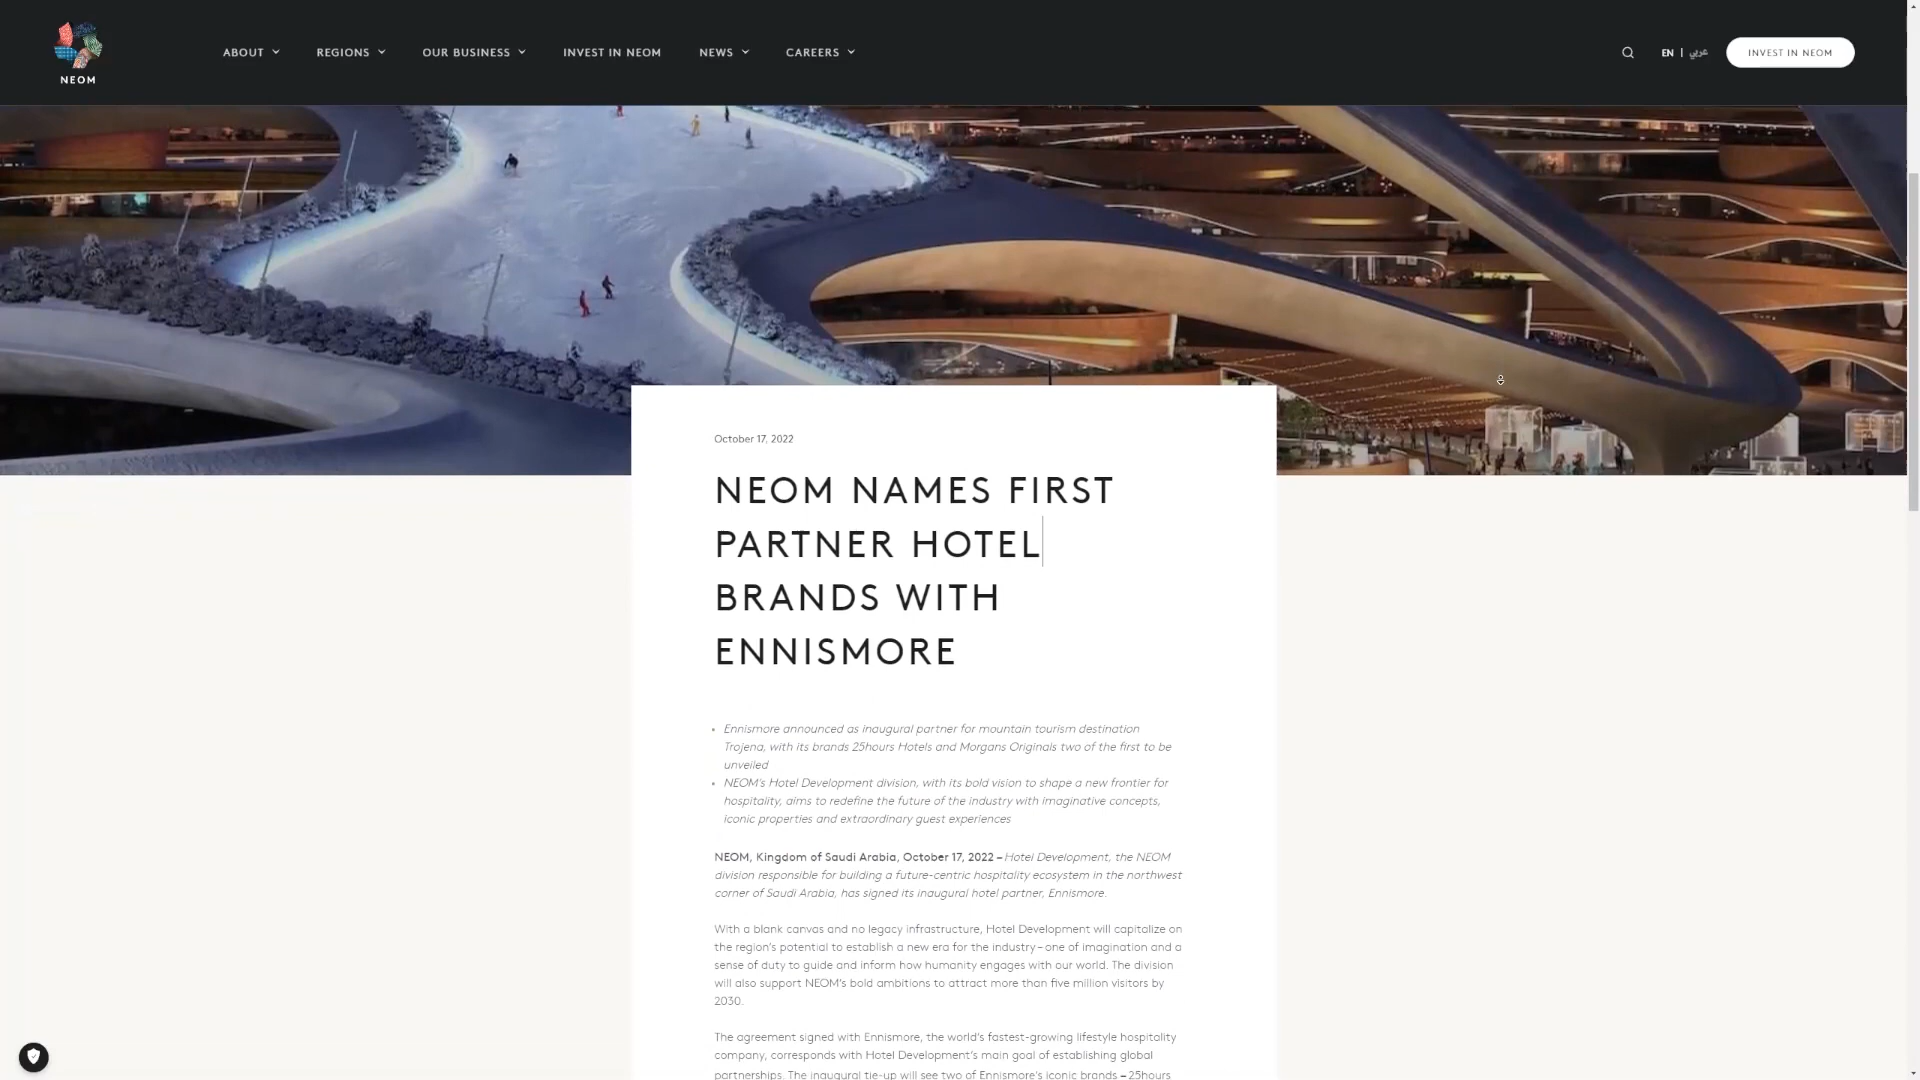 NEOM
ABOUT
REGIONS
OUR BUSINESS
INVEST IN NEOM
NEWS
CAREERS
EN | عربي
INVEST IN NEOM
October 17, 2022
NEOM NAMES FIRST
PARTNER HOTEL
BRANDS WITH
ENNISMORE
• Ennismore announced as inaugural partner for mountain tourism destination
Trojena, with its brands 25hours Hotels and Morgans Originals two of the first to be
unveiled
• NEOM's Hotel Development division, with its bold vision to shape a new frontier for
hospitality, aims to redefine the future of the industry with imaginative concepts,
iconic properties and extraordinary guest experiences
NEOM, Kingdom of Saudi Arabia, October 17, 2022 – Hotel Development, the NEOM
division responsible for building a future-centric hospitality ecosystem in the northwest
corner of Saudi Arabia, has signed its inaugural hotel partner, Ennismore.
With a blank canvas and no legacy infrastructure, Hotel Development will capitalize on
the region's potential to establish a new era for the industry – one of imagination and a
sense of duty to guide and inform how humanity engages with our world. The division
will also support NEOM's bold ambitions to attract more than five million visitors by
2030.
The agreement signed with Ennismore, the world's fastest-growing lifestyle hospitality
company, corresponds with Hotel Development's main goal of establishing global
partnerships. The inaugural tie-up will see two of Ennismore's iconic brands – 25hours